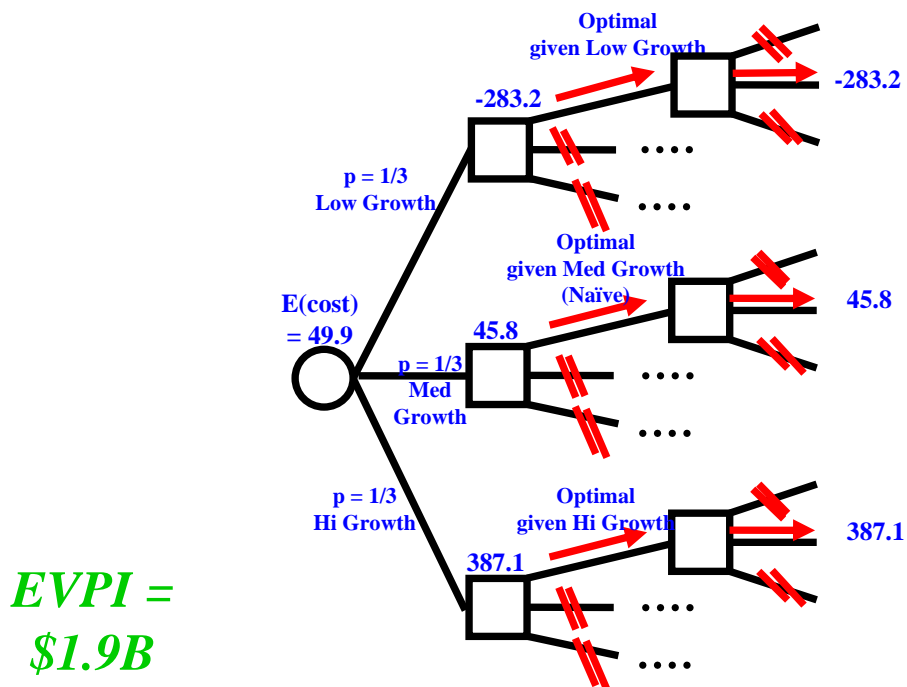 Optimal
given Low Growth
-283.2
-283.2
p = 1/3
Low Growth
....
....
Optimal
given Med Growth
(Naïve)
E(cost)
= 49.9
45.8
45.8
p = 1/3
Med
Growth
....
....
p = 1/3
Hi Growth
Optimal
given Hi Growth
387.1
387.1
....
....
EVPI =
$1.9B